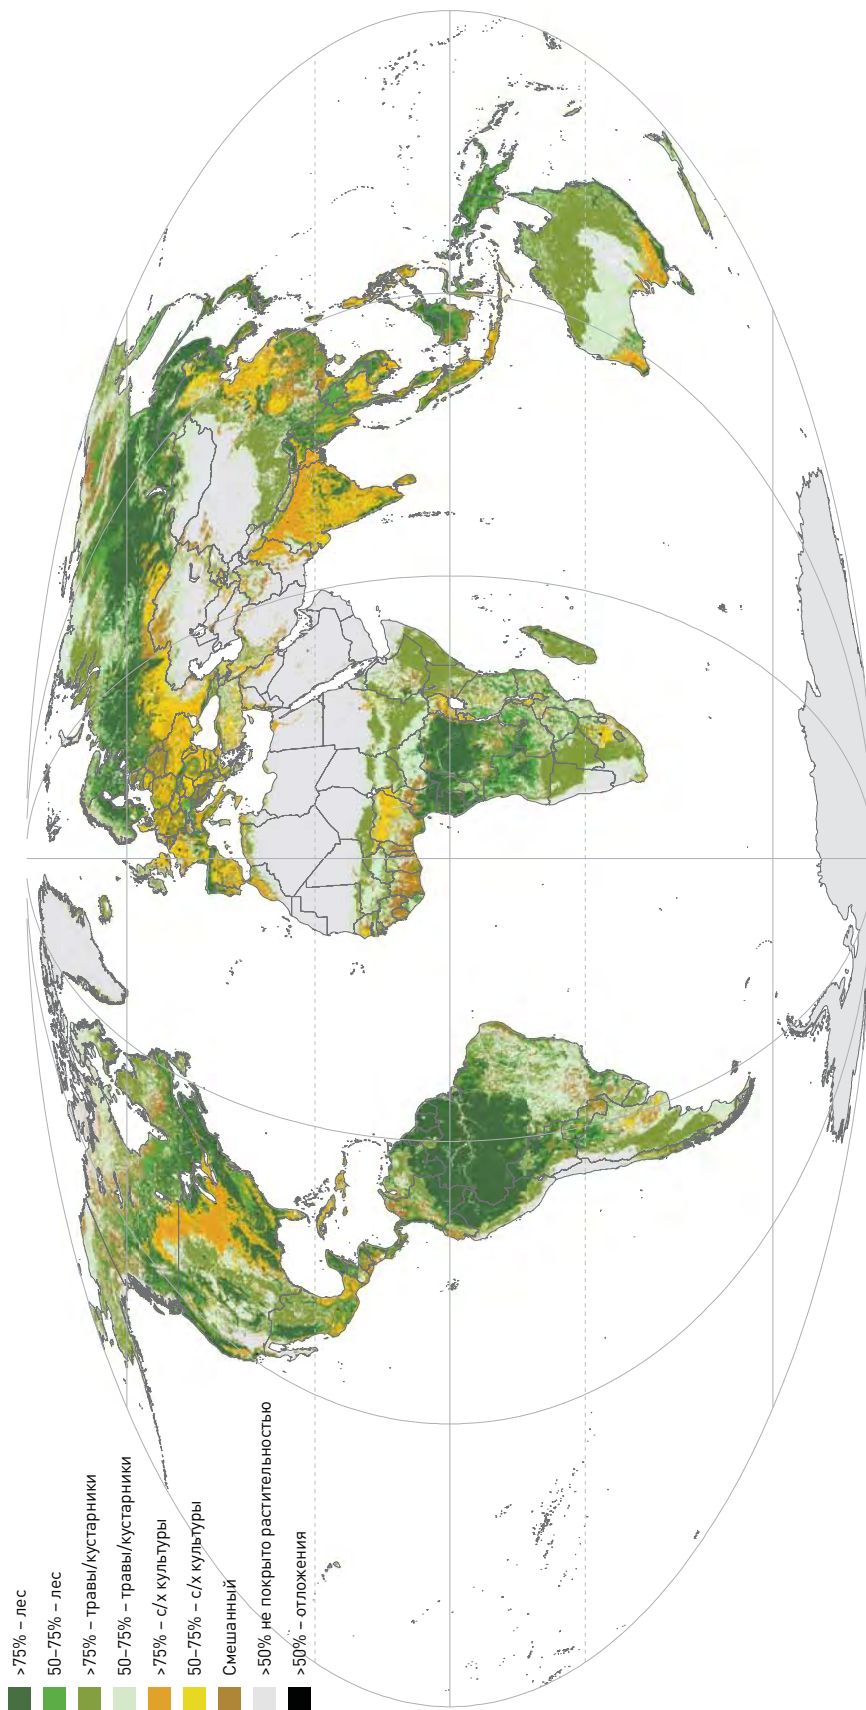 >75% – лес
50–75% – лес
>75% – травы/кустарники
50–75% – травы/кустарники
>75% – с/х культуры
50–75% – с/х культуры
Смешанный
>50% не покрыто растительностью
>50% – отложения